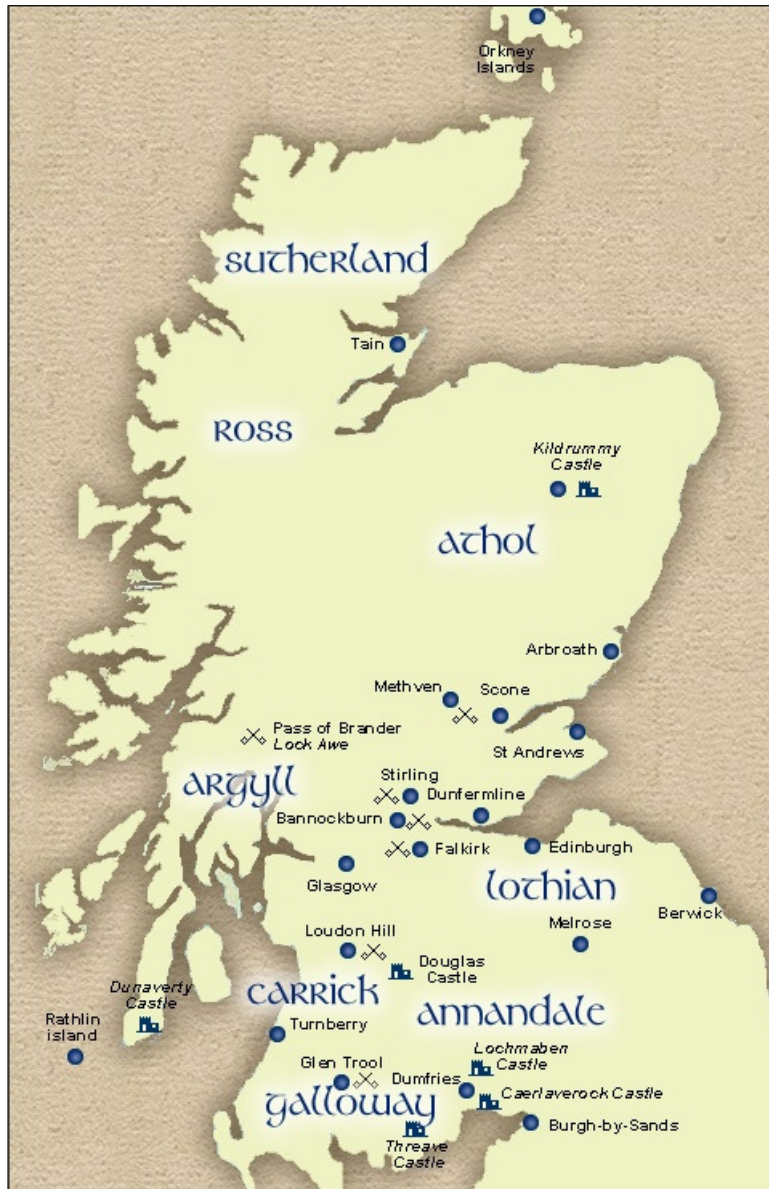 Orkney
Islands
Sutherland
Tain
Ross
Kildrummy
Castle
Athol
Arbroath
Methven
Scone
Pass of Brander
Lock Awe
St Andrews
Argyll
Stirling
Dunfermline
Bannockburn
Falkirk
Edinburgh
Glasgow
Lothian
Berwick
Melrose
Loudon Hill
Douglas
Castle
Dunaverty
Castle
Carrick
Annandale
Rathlin
island
Turnberry
Lochmaben
Castle
Glen Trool
Dumfries
Caerlaverock Castle
Galloway
Burgh-by-Sands
Threave
Castle